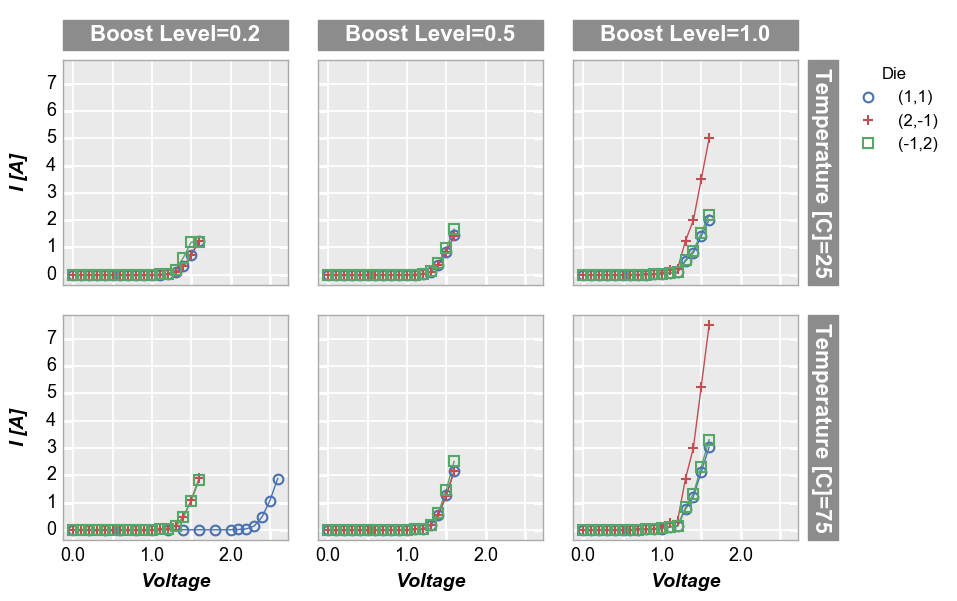 Boost Level=0.2 Boost Level=0.5 Boost Level=1.0
Die
(1,1)
(2,-1)
(-1,2)
7
6
5
4
3
2
1
0
I [A]
Temperature [C]=25
7
6
5
4
3
2
1
0
I [A]
Temperature [C]=75
0.0 1.0 2.0 0.0 1.0 2.0 0.0 1.0 2.0
Voltage Voltage Voltage